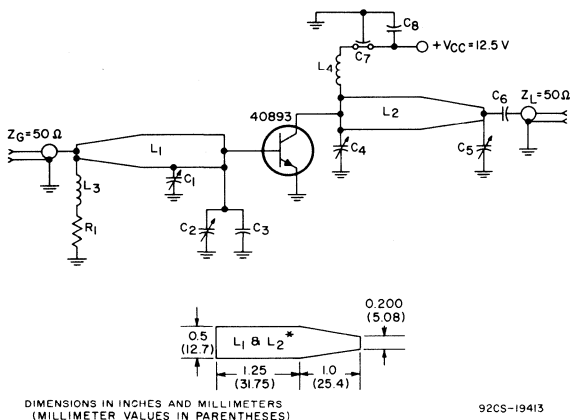 C8
C7
+VCC=12.5 V
L4
40893
L2
C6
ZL=50Ω
ZG=50Ω
L1
C4
C5
C1
L3
C2
C3
R1
0.5
(12.7)
L1 & L2*
0.200
(5.08)
1.25
(31.75)
1.0
(25.4)
DIMENSIONS IN INCHES AND MILLIMETERS
(MILLIMETER VALUES IN PARENTHESES)
92CS-19413